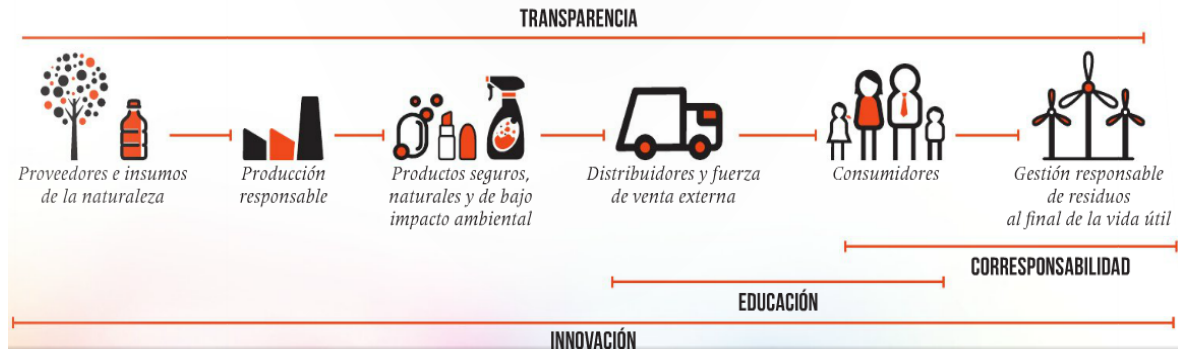 TRANSPARENCIA
Proveedores e insumos
de la naturaleza
Producción
responsable
Productos seguros,
naturales y de bajo
impacto ambiental
Distribuidores y fuerza
de venta externa
Consumidores
Gestión responsable
de residuos
al final de la vida útil
CORRESPONSABILIDAD
EDUCACIÓN
INNOVACIÓN